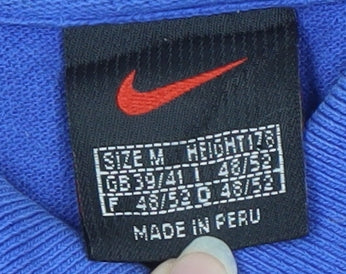 SIZE M HEIGHT 178
GB 39/41 I 48/52
F 48/52 D 48/52
MADE IN PERU